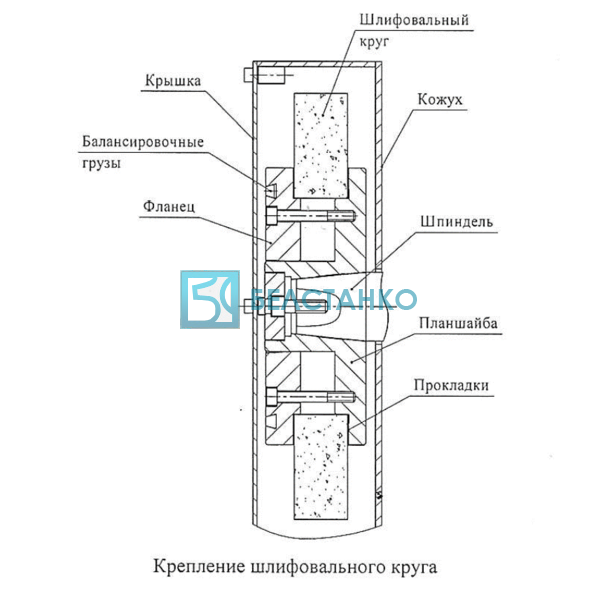 Шлифовальный
круг
Крышка
Кожух
Балансировочные
грузы
Фланец
Шпиндель
БЕЛСТАНКО
Планшайба
Прокладки
Крепление шлифовального круга